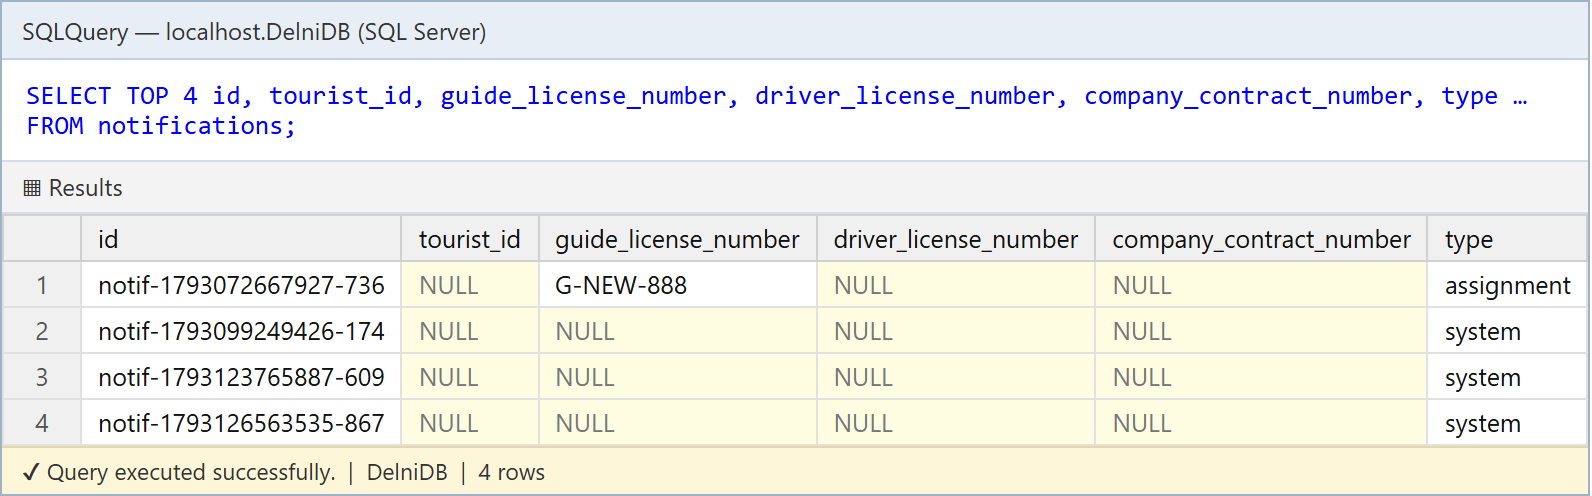 SQLQuery — localhost.DelniDB (SQL Server)
SELECT TOP 4 id, tourist_id, guide_license_number, driver_license_number, company_contract_number, type …
FROM notifications;
▦ Results
id tourist_id guide_license_number driver_license_number company_contract_number type
1 notif-1793072667927-736 NULL G-NEW-888 NULL NULL assignment
2 notif-1793099249426-174 NULL NULL NULL NULL system
3 notif-1793123765887-609 NULL NULL NULL NULL system
4 notif-1793126563535-867 NULL NULL NULL NULL system
✓ Query executed successfully. | DelniDB | 4 rows